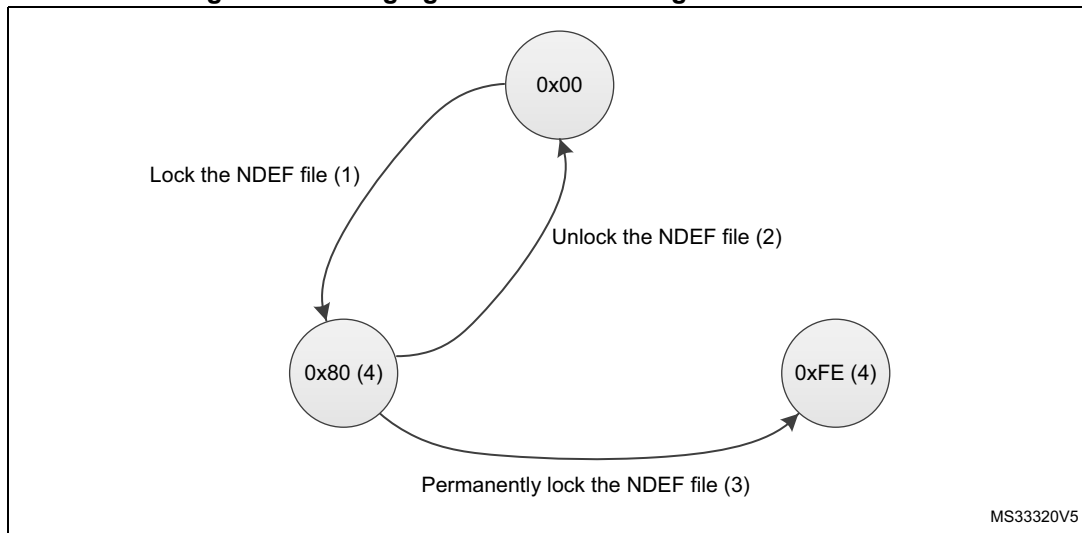 0x00
Lock the NDEF file (1)
Unlock the NDEF file (2)
0x80 (4)
0xFE (4)
Permanently lock the NDEF file (3)
MS33320V5